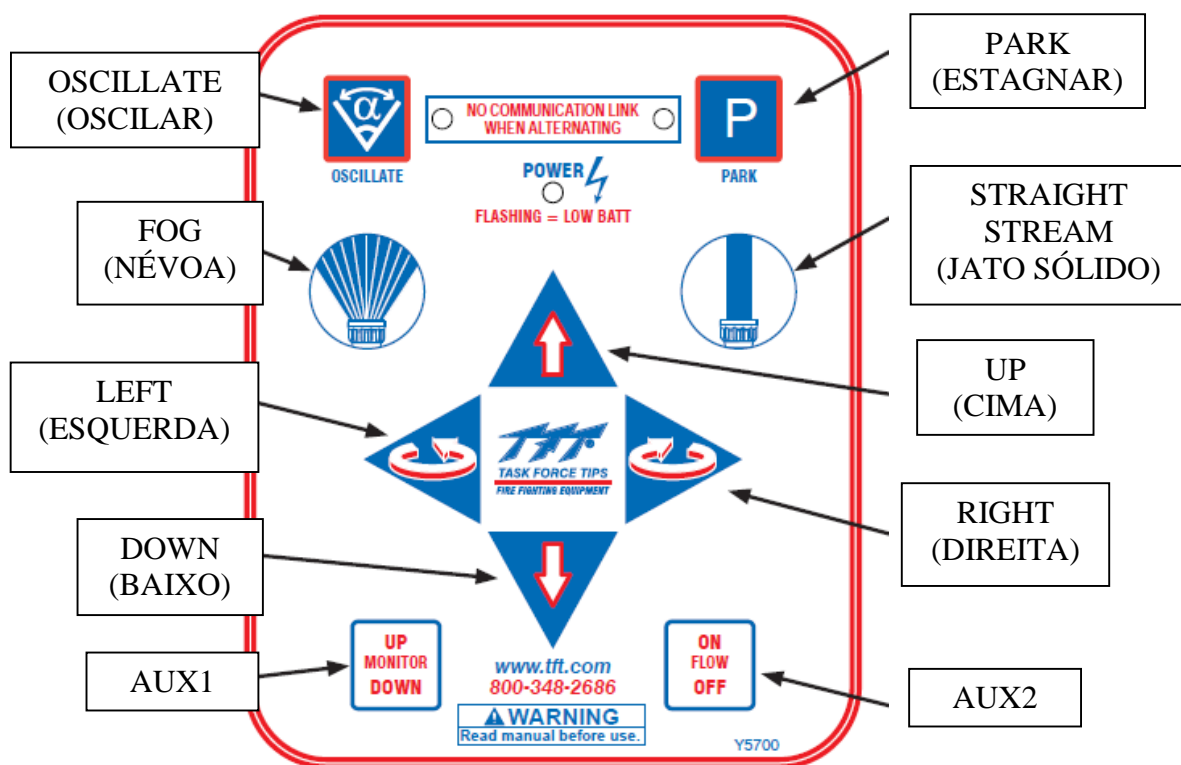 OSCILLATE
(OSCILAR)
PARK
(ESTAGNAR)
α
NO COMMUNICATION LINK
WHEN ALTERNATING
P
OSCILLATE
POWER
PARK
FLASHING = LOW BATT
FOG
(NÉVOA)
STRAIGHT
STREAM
(JATO SÓLIDO)
LEFT
(ESQUERDA)
UP
(CIMA)
TFT.
TASK FORCE TIPS
FIRE FIGHTING EQUIPMENT
RIGHT
(DIREITA)
DOWN
(BAIXO)
AUX1
UP
MONITOR
DOWN
www.tft.com
800-348-2686
ON
FLOW
OFF
AUX2
WARNING
Read manual before use.
Y5700